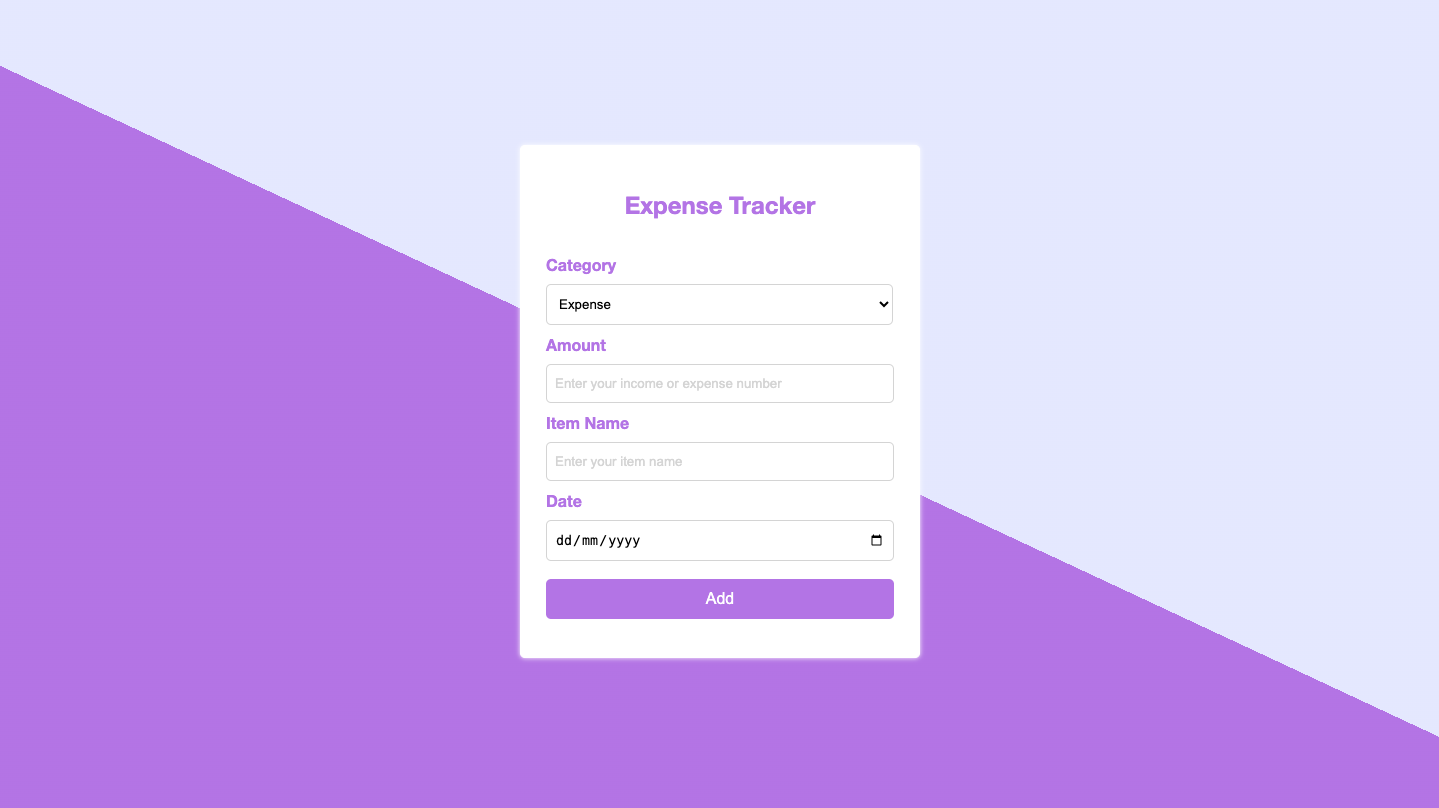 Expense Tracker
Category
Expense
Amount
Enter your income or expense number
Item Name
Enter your item name
Date
dd/mm/yyyy
Add